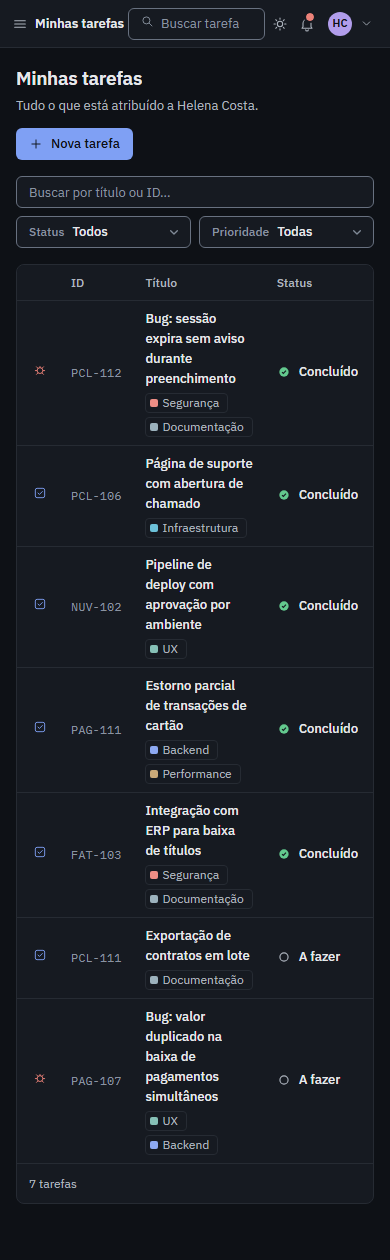 Minhas tarefas
Buscar tarefa
HC
Minhas tarefas
Tudo o que está atribuído a Helena Costa.
Nova tarefa
Buscar por título ou ID...
Status Todos
Prioridade Todas
ID Título Status
PCL-112
Bug: sessão
expira sem aviso
durante
preenchimento
Segurança
Documentação
Concluído
PCL-106
Página de suporte
com abertura de
chamado
Infraestrutura
Concluído
NUV-102
Pipeline de
deploy com
aprovação por
ambiente
UX
Concluído
PAG-111
Estorno parcial
de transações de
cartão
Backend
Performance
Concluído
FAT-103
Integração com
ERP para baixa
de títulos
Segurança
Documentação
Concluído
PCL-111
Exportação de
contratos em lote
Documentação
A fazer
PAG-107
Bug: valor
duplicado na
baixa de
pagamentos
simultâneos
UX
Backend
A fazer
7 tarefas